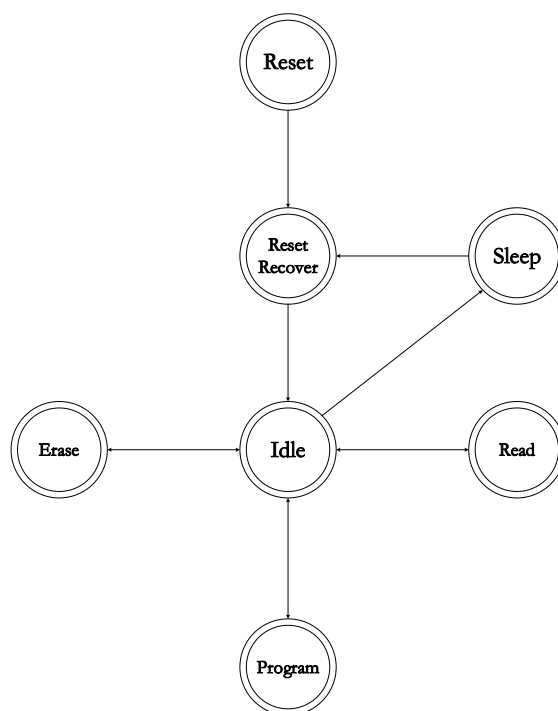 Reset
Reset
Recover
Sleep
Erase
Idle
Read
Program